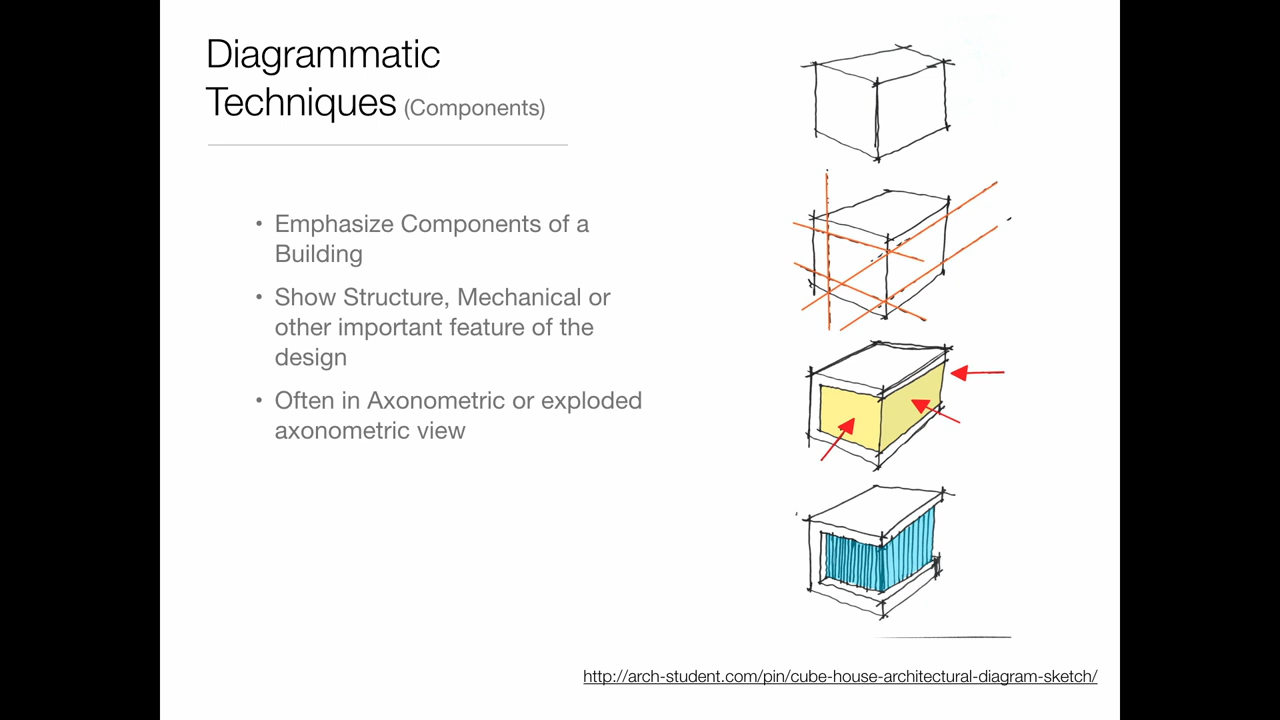 Diagrammatic
Techniques (Components)
• Emphasize Components of a
Building
• Show Structure, Mechanical or
other important feature of the
design
• Often in Axonometric or exploded
axonometric view
http://arch-student.com/pin/cube-house-architectural-diagram-sketch/